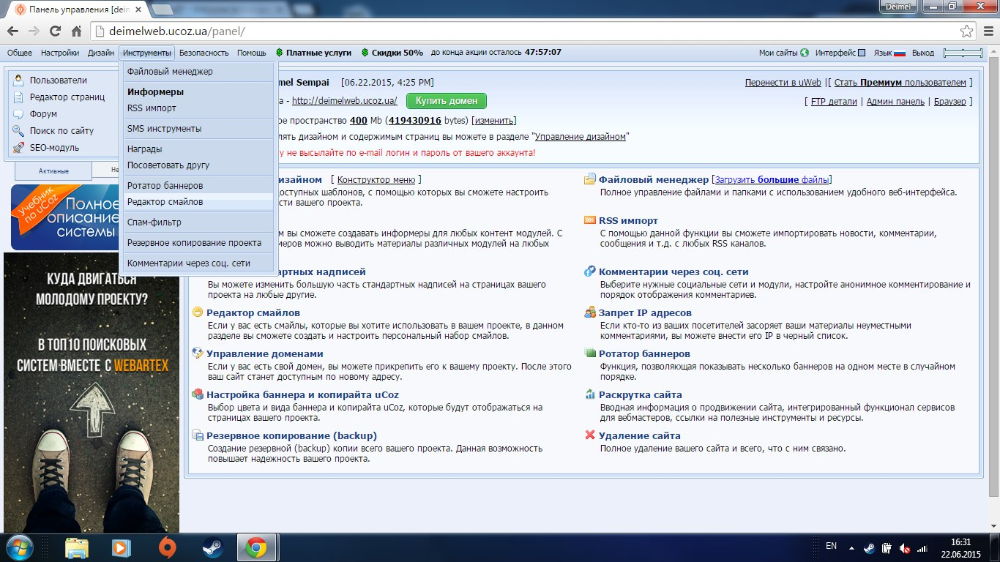 Панель управления [dein
Deimel
deimelweb.ucoz.ua/panel/
Общее Настройки Дизайн Инструменты Безопасность Помощь Платные услуги Скидки 50% до конца акции осталось 47:57:07 Мои сайты Интерфейс Язык Выход
Пользователи
Редактор страниц
Форум
Поиск по сайту
SEO-модуль
Активные Не
Учебник по uCoz
Полное
описание
системы
КУДА ДВИГАТЬСЯ
МОЛОДОМУ ПРОЕКТУ?
В ТОП10 ПОИСКОВЫХ
СИСТЕМ ВМЕСТЕ С WEBARTEX
Файловый менеджер
Информеры
RSS импорт
SMS инструменты
Награды
Посоветовать другу
Ротатор баннеров
Редактор смайлов
Спам-фильтр
Резервное копирование проекта
Комментарии через соц. сети
mel Sempai [06.22.2015, 4:25 PM]
а - http://deimelweb.ucoz.ua/ Купить домен
ое пространство 400 Mb (419430916 bytes) [изменить]
лять дизайном и содержимым страниц вы можете в разделе "Управление дизайном"
у не высылайте по e-mail логин и пароль от вашего аккаунта!
Перенести в uWeb |[ Стать Премиум пользователем ]
[ FTP детали | Админ панель | Браузер ]
изайном [ Конструктор меню ]
оступных шаблонов, с помощью которых вы сможете настроить
сти вашего проекта.
м вы сможете создавать информеры для любых контент модулей. С
меров можно выводить материалы различных модулей на любых
артных надписей
Вы можете изменить большую часть стандартных надписей на страницах вашего
проекта на любые другие.
Редактор смайлов
Если у вас есть смайлы, которые вы хотите использовать в вашем проекте, в данном
разделе вы сможете создать и настроить персональный набор смайлов.
Управление доменами
Если у вас есть свой домен, вы можете прикрепить его к вашему проекту. После этого
ваш сайт станет доступным по новому адресу.
Настройка баннера и копирайта uCoz
Выбор цвета и вида баннера и копирайта uCoz, которые будут отображаться на
страницах вашего проекта.
Резервное копирование (backup)
Создание резервной (backup) копии всего вашего проекта. Данная возможность
повышает надежность вашего проекта.
Файловый менеджер [Загрузить большие файлы]
Полное управление файлами и папками с использованием удобного веб-интерфейса.
RSS импорт
С помощью данной функции вы сможете импортировать новости, комментарии,
сообщения и т.д. с любых RSS каналов.
Комментарии через соц. сети
Выберите нужные социальные сети и модули, настройте анонимное комментирование и
порядок отображения комментариев.
Запрет IP адресов
Если кто-то из ваших посетителей засоряет ваши материалы неуместными
комментариями, вы можете внести его IP в черный список.
Ротатор баннеров
Функция, позволяющая показывать несколько баннеров на одном месте в случайном
порядке.
Раскрутка сайта
Вводная информация о продвижении сайта, интегрированный функционал сервисов
для вебмастеров, ссылки на полезные инструменты и ресурсы.
Удаление сайта
Полное удаление вашего сайта и всего, что с ним связано.
EN
16:31
22.06.2015